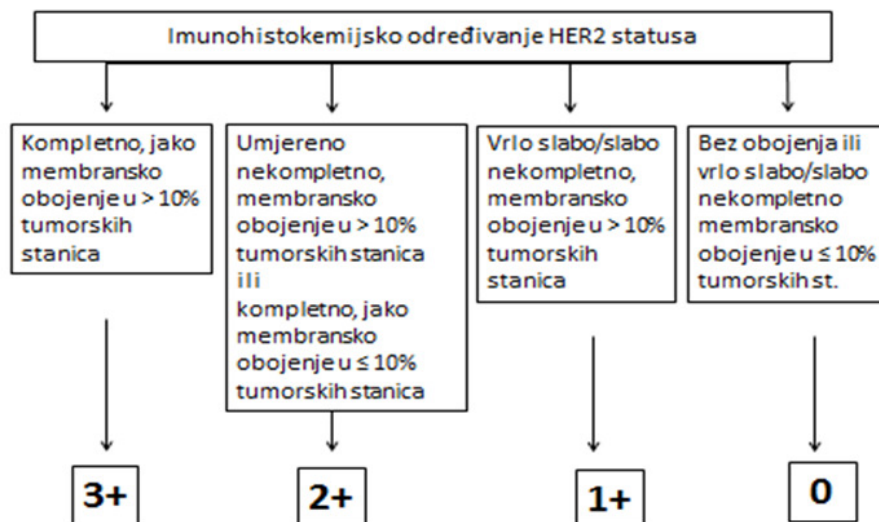 Imunohistokemijsko određivanje HER2 statusa
Kompletno, jako
membransko
obojenje u > 10%
tumorskih
stanica
Umjereno
nekompletno,
membransko
obojenje u > 10%
tumorskih stanica
ili
kompletno, jako
membransko
obojenje u ≤ 10%
tumorskih stanica
Vrlo slabo/slabo
nekompletno,
membransko
obojenje u > 10%
tumorskih
stanica
Bez obojenja ili
vrlo slabo/slabo
nekompletno
membransko
obojenje u ≤ 10%
tumorskih st.
3+
2+
1+
0